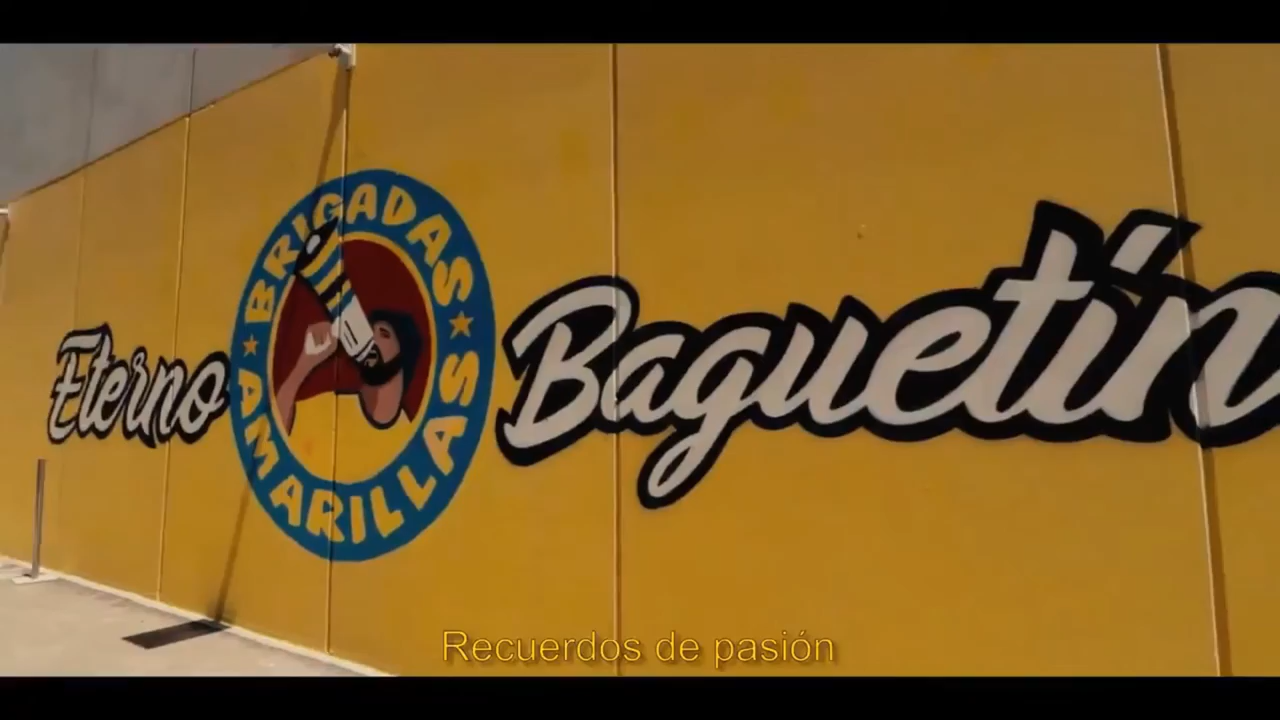 Eterno
BRIGADAS
AMARILLAS
Baguetín
Recuerdos de pasión